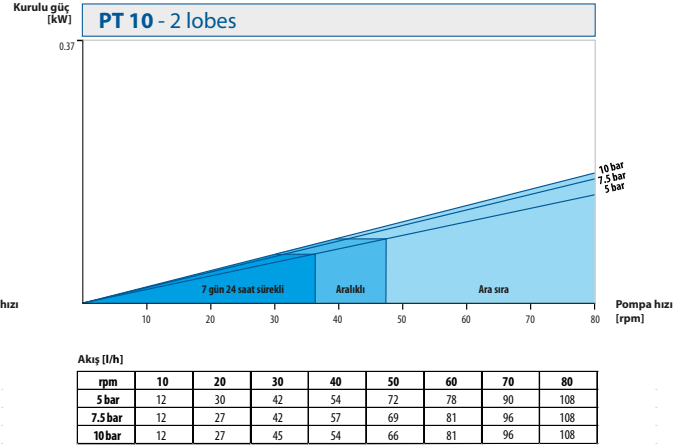 Kurulu güç
[kW]
PT 10 - 2 lobes
0.37
10 bar
7.5 bar
5 bar
7 gün 24 saat sürekli Aralıklı Ara sıra
hızı
10 20 30 40 50 60 70 80
Pompa hızı
[rpm]
Akış [l/h]
rpm 10 20 30 40 50 60 70 80
5 bar 12 30 42 54 72 78 90 108
7.5 bar 12 27 42 57 69 81 96 108
10 bar 12 27 45 54 66 81 96 108